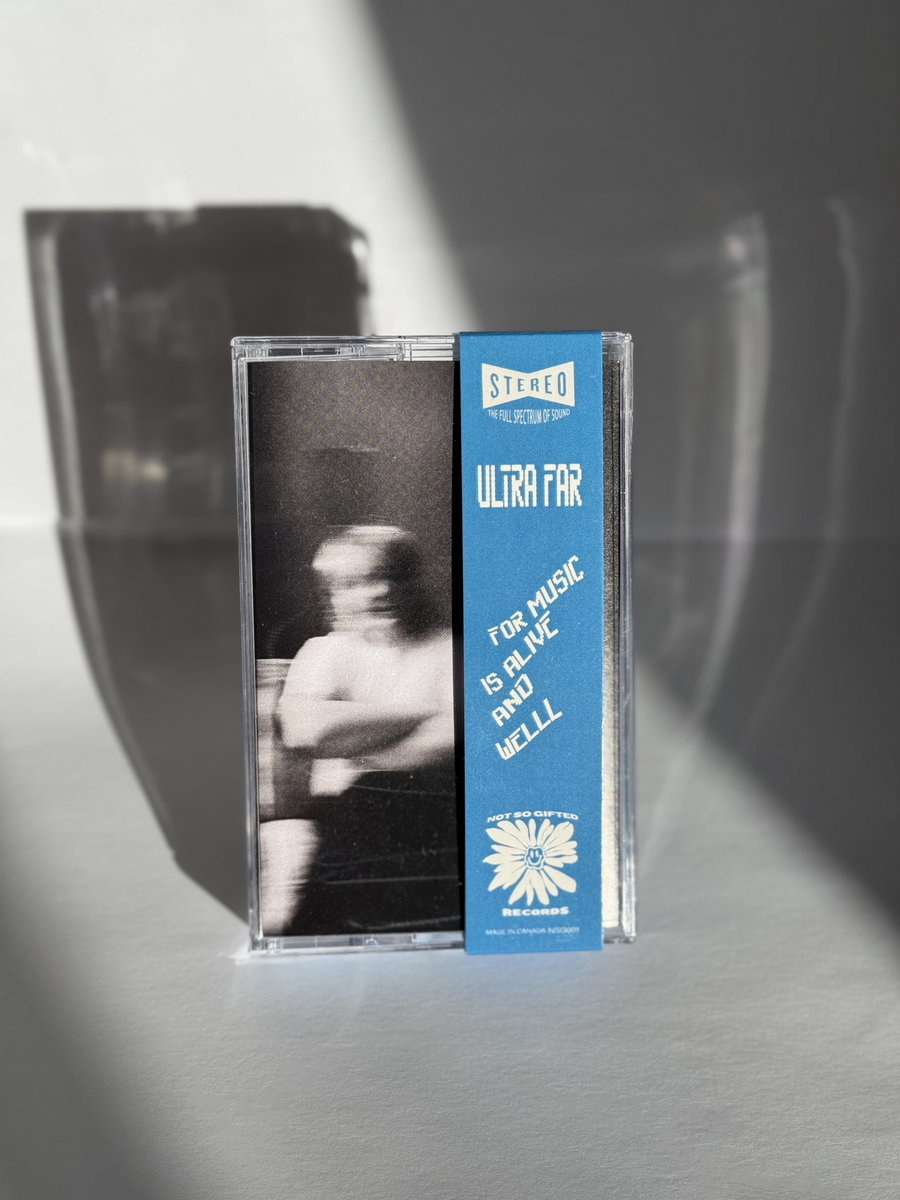 STEREO
THE FULL SPECTRUM OF SOUND
ULTRA FAR
FOR MUSIC
IS ALIVE
AND
WELLL
NOT SO GIFTED
RECORDS
MADE IN CANADA NSG001